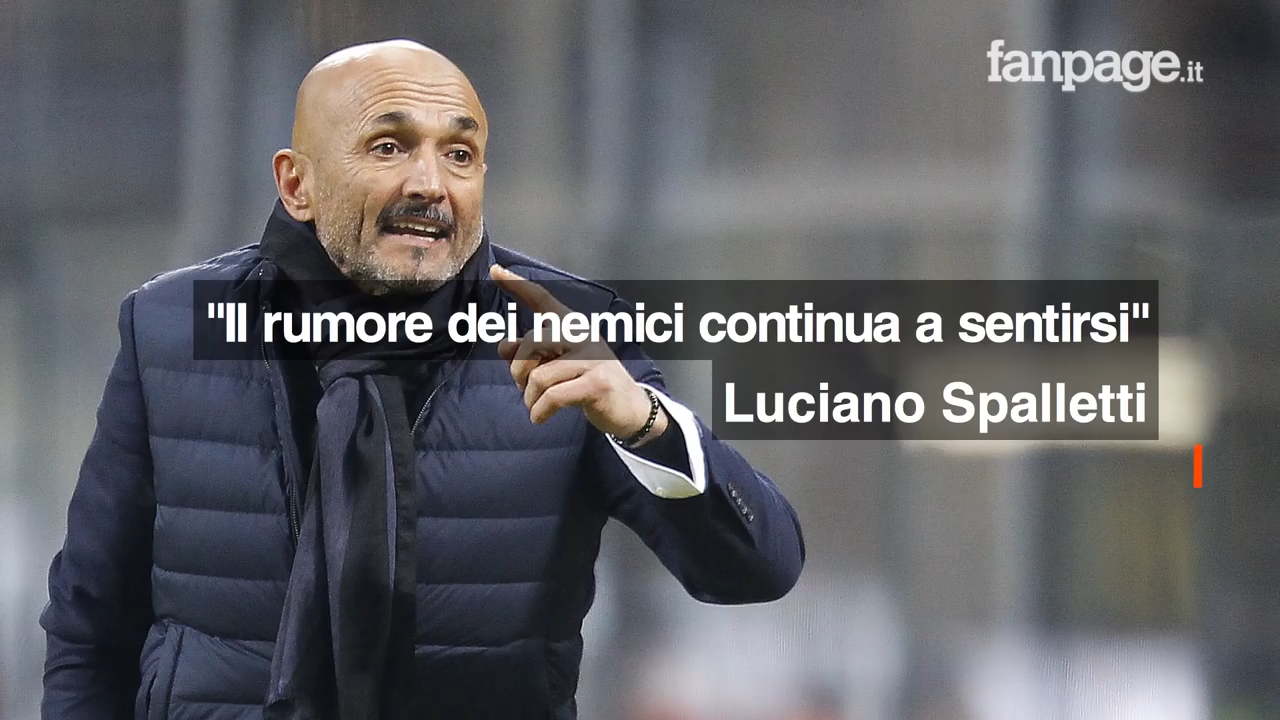 fanpage.it
"Il rumore dei nemici continua a sentirsi"
Luciano Spalletti